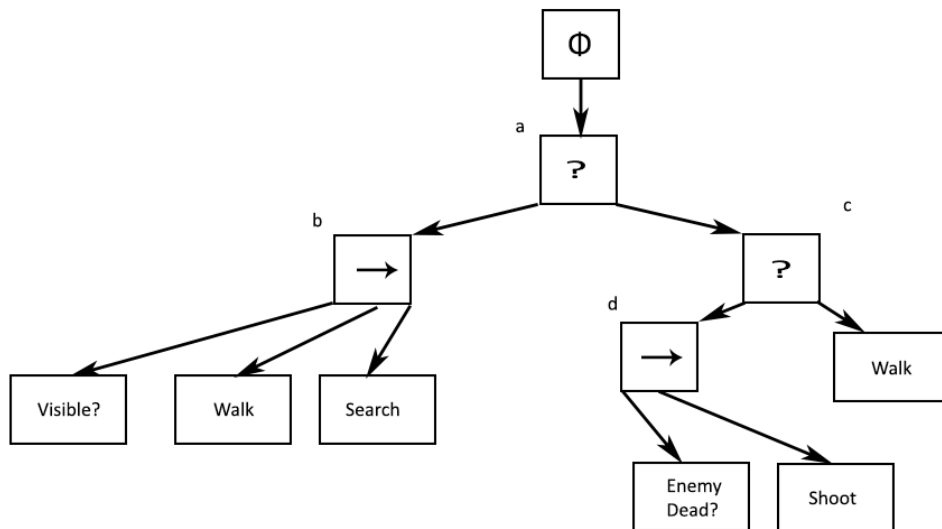 Φ
a
?
b
→
c
?
d
→
Walk
Visible?
Walk
Search
Enemy
Dead?
Shoot